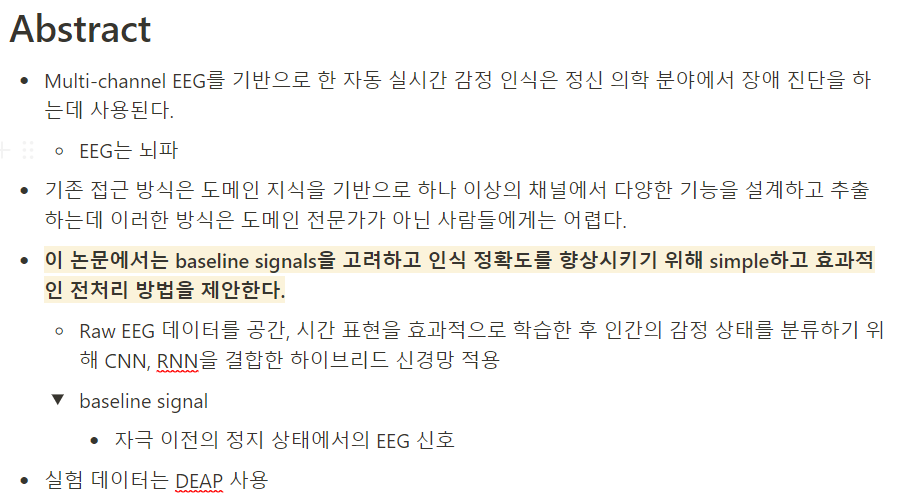 Abstract
Multi-channel EEG를 기반으로 한 자동 실시간 감정 인식은 정신 의학 분야에서 장애 진단을 하
는데 사용된다.
EEG는 뇌파
기존 접근 방식은 도메인 지식을 기반으로 하나 이상의 채널에서 다양한 기능을 설계하고 추출
하는데 이러한 방식은 도메인 전문가가 아닌 사람들에게는 어렵다.
이 논문에서는 baseline signals을 고려하고 인식 정확도를 향상시키기 위해 simple하고 효과적
인 전처리 방법을 제안한다.
Raw EEG 데이터를 공간, 시간 표현을 효과적으로 학습한 후 인간의 감정 상태를 분류하기 위
해 CNN, RNN을 결합한 하이브리드 신경망 적용
baseline signal
자극 이전의 정지 상태에서의 EEG 신호
실험 데이터는 DEAP 사용